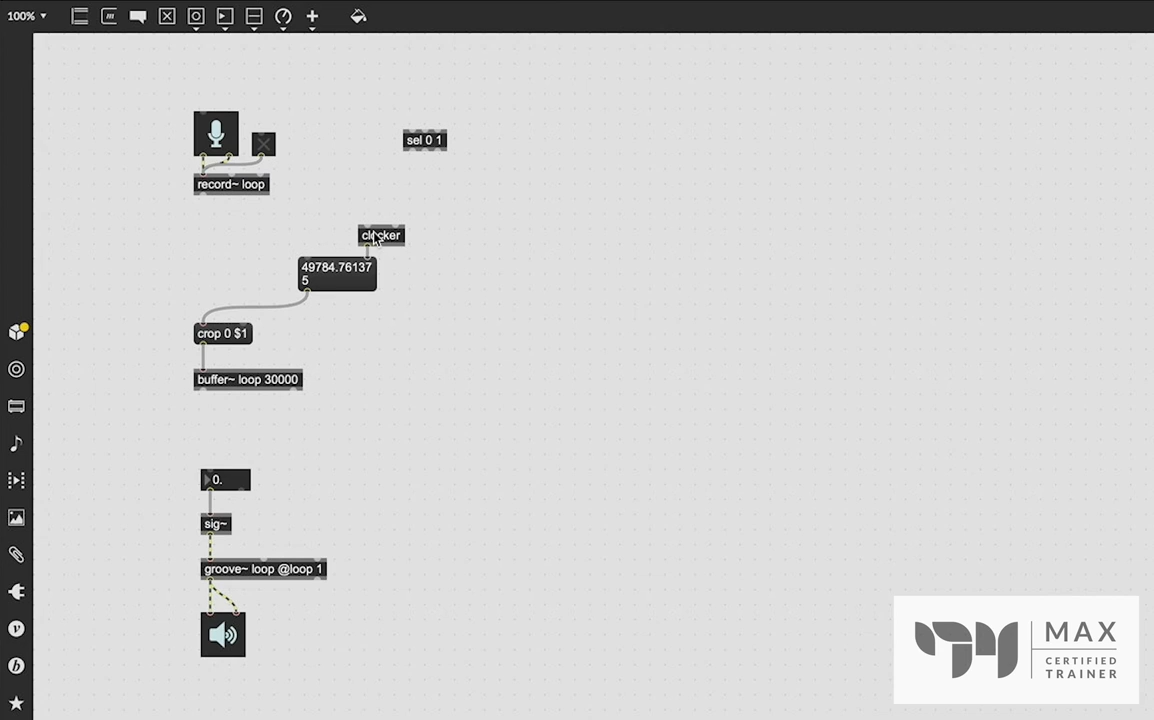 100%
sel 0 1
record~ loop
clocker
49784.76137
5
crop 0 $1
buffer~ loop 30000
0.
sig~
groove~ loop @loop 1
MAX
CERTIFIED
TRAINER